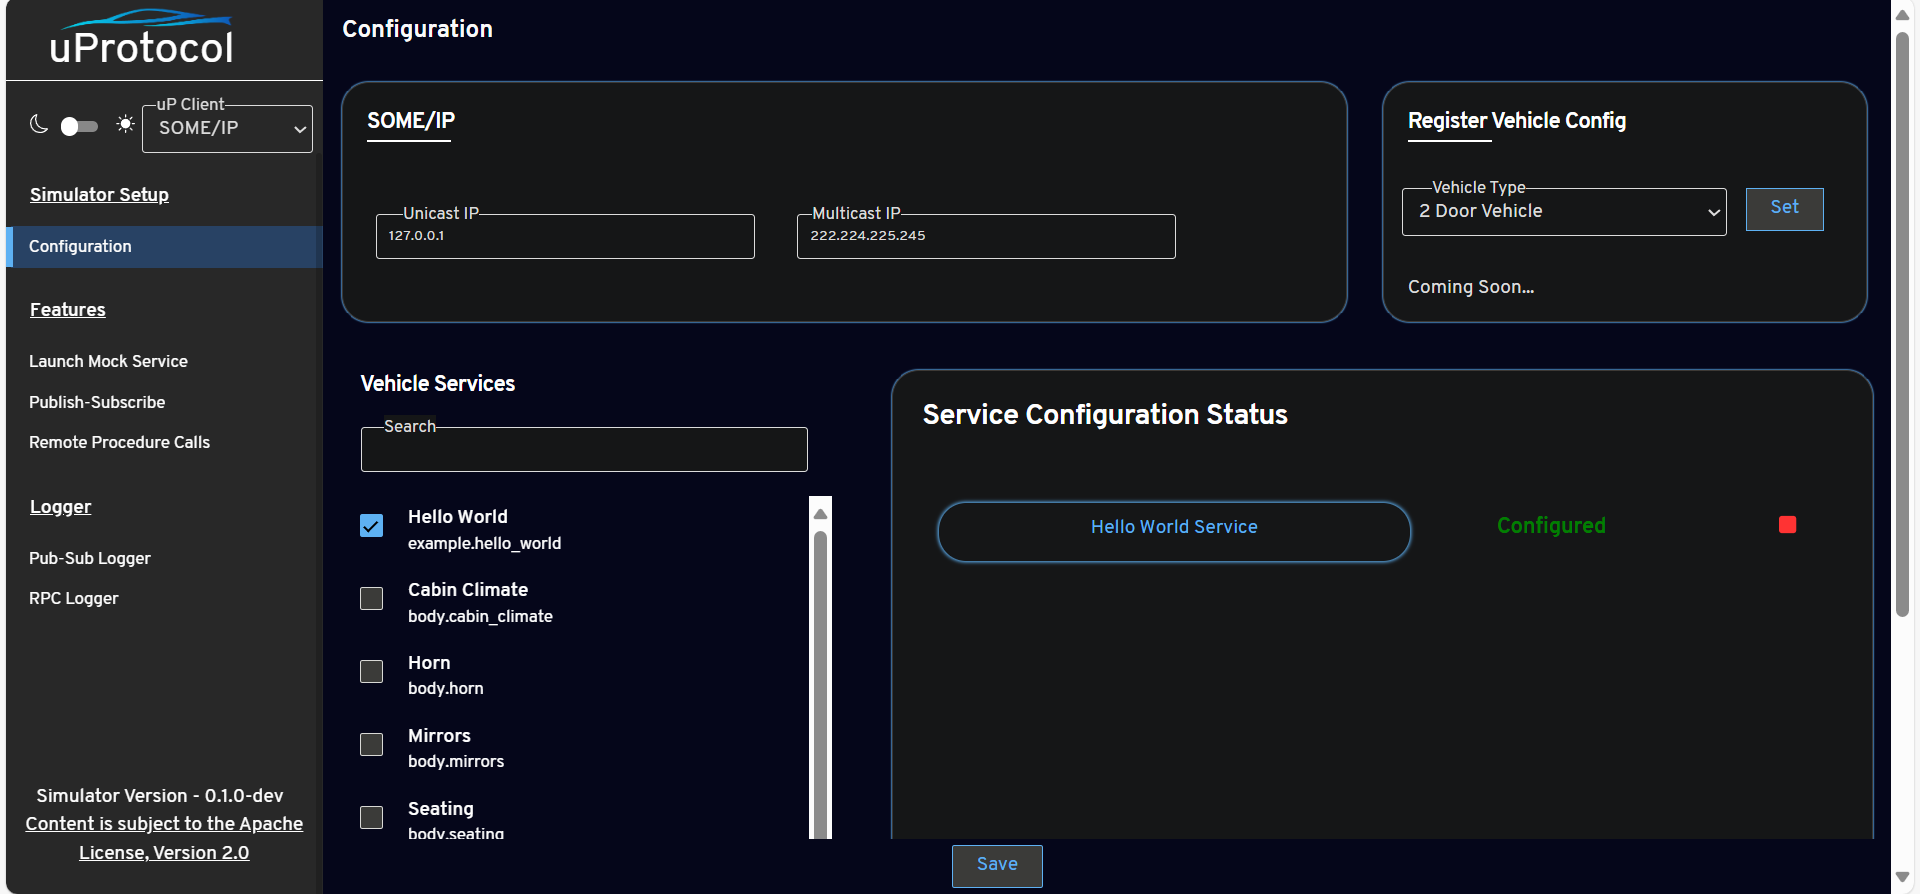 uProtocol
uP Client
SOME/IP
Simulator Setup
Configuration
Features
Launch Mock Service
Publish-Subscribe
Remote Procedure Calls
Logger
Pub-Sub Logger
RPC Logger
Simulator Version - 0.1.0-dev
Content is subject to the Apache
License, Version 2.0
Configuration
SOME/IP
Unicast IP
127.0.0.1
Multicast IP
222.224.225.245
Register Vehicle Config
Vehicle Type
2 Door Vehicle
Set
Coming Soon...
Vehicle Services
Search
Hello World
example.hello_world
Cabin Climate
body.cabin_climate
Horn
body.horn
Mirrors
body.mirrors
Seating
body.seating
Service Configuration Status
Hello World Service
Configured
Save